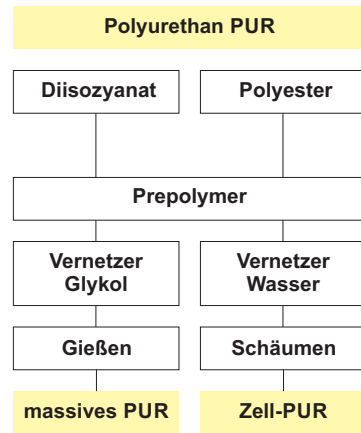 Polyurethan PUR
Diisozyanat
Polyester
Prepolymer
Vernetzer
Glykol
Vernetzer
Wasser
Gießen
Schäumen
massives PUR
Zell-PUR